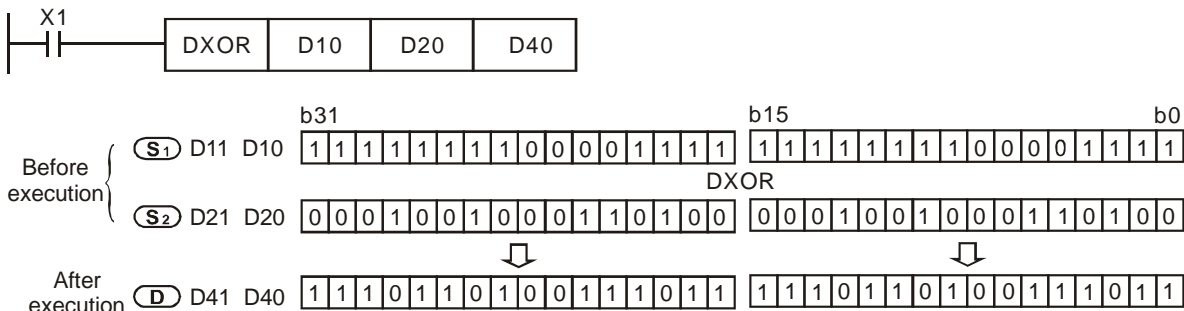 X1
DXOR D10 D20 D40
b31 b15 b0
Before execution
S1 D11 D10 1 1 1 1 1 1 1 1 0 0 0 0 1 1 1 1 1 1 1 1 1 1 1 1 0 0 0 0 1 1 1 1
DXOR
S2 D21 D20 0 0 0 1 0 0 1 0 0 0 1 1 0 1 0 0 0 0 0 1 0 0 1 0 0 0 1 1 0 1 0 0
After execution
D D41 D40 1 1 1 0 1 1 0 1 0 0 1 1 1 0 1 1 1 1 1 0 1 1 0 1 0 0 1 1 1 0 1 1